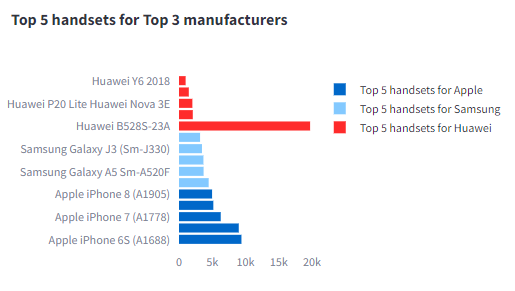 Top 5 handsets for Top 3 manufacturers
Huawei Y6 2018
Huawei P20 Lite Huawei Nova 3E
Huawei B528S-23A
Samsung Galaxy J3 (Sm-J330)
Samsung Galaxy A5 Sm-A520F
Apple iPhone 8 (A1905)
Apple iPhone 7 (A1778)
Apple iPhone 6S (A1688)
0 5k 10k 15k 20k
Top 5 handsets for Apple
Top 5 handsets for Samsung
Top 5 handsets for Huawei